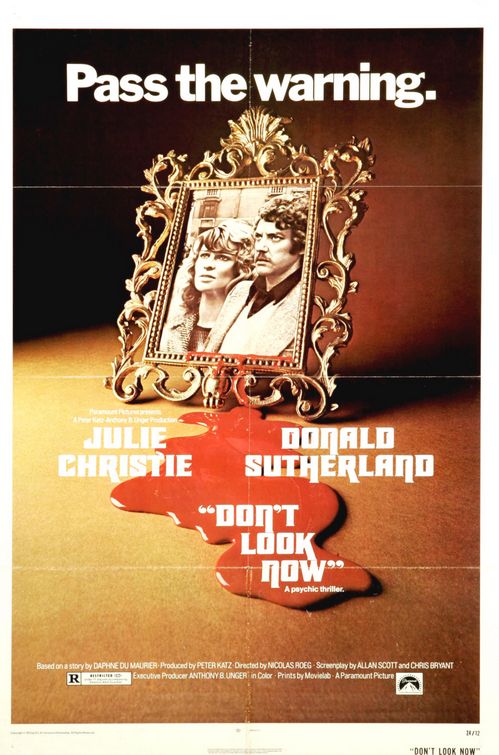 Pass the warning.
Paramount Pictures presents
A Peter Katz-Anthony B. Unger Production
JULIE CHRISTIE
DONALD SUTHERLAND
"DON'T
LOOK
NOW"
A psychic thriller.
Based on a story by DAPHNE DU MAURIER · Produced by PETER KATZ · Directed by NICOLAS ROEG · Screenplay by ALLAN SCOTT and CHRIS BRYANT
R RESTRICTED
Executive Producer ANTHONY B. UNGER · in Color · Prints by Movielab · A Paramount Picture
"DON'T LOOK NOW"